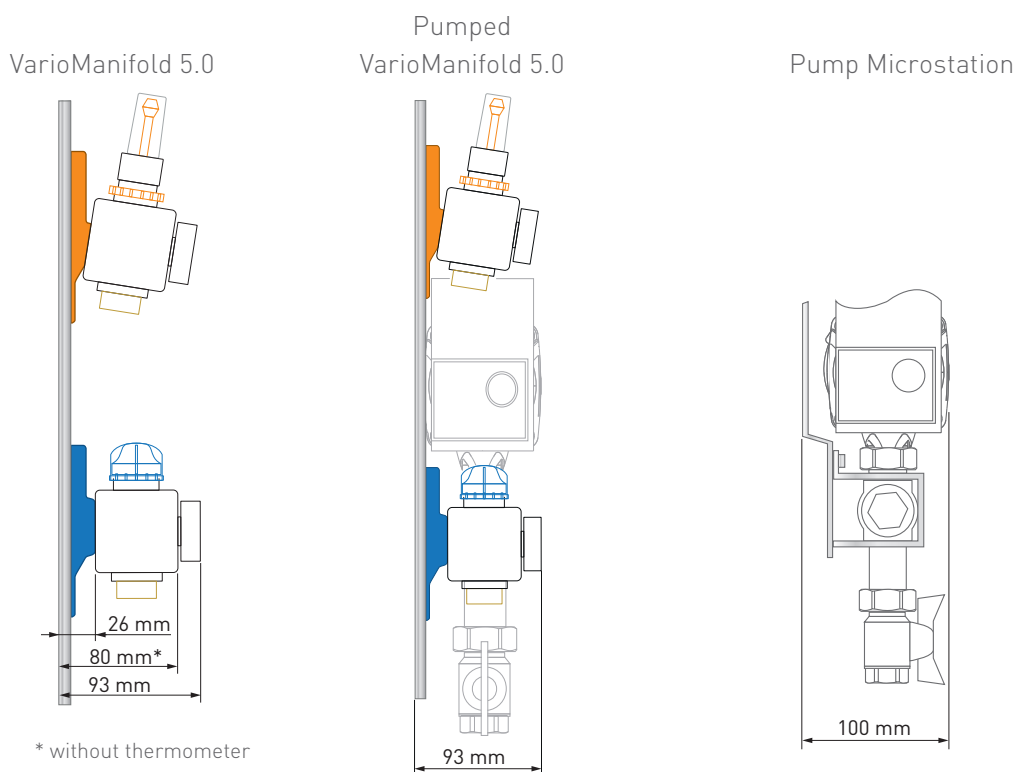 VarioManifold 5.0
Pumped
VarioManifold 5.0
Pump Microstation
26 mm
80 mm*
93 mm
* without thermometer
93 mm
100 mm